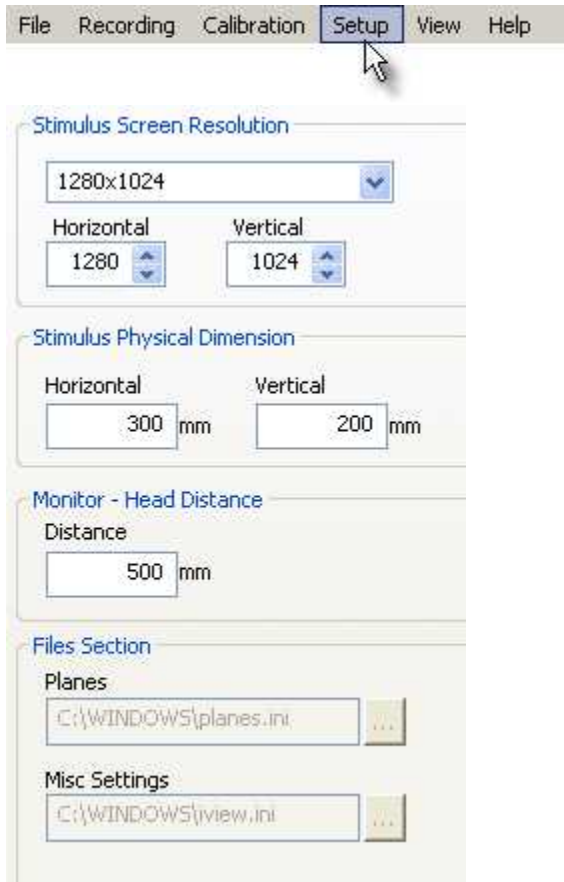 File Recording Calibration Setup View Help
Stimulus Screen Resolution
1280x1024
Horizontal Vertical
1280 1024
Stimulus Physical Dimension
Horizontal Vertical
300 mm 200 mm
Monitor - Head Distance
Distance
500 mm
Files Section
Planes
C:\WINDOWS\planes.ini ...
Misc Settings
C:\WINDOWS\iview.ini ...